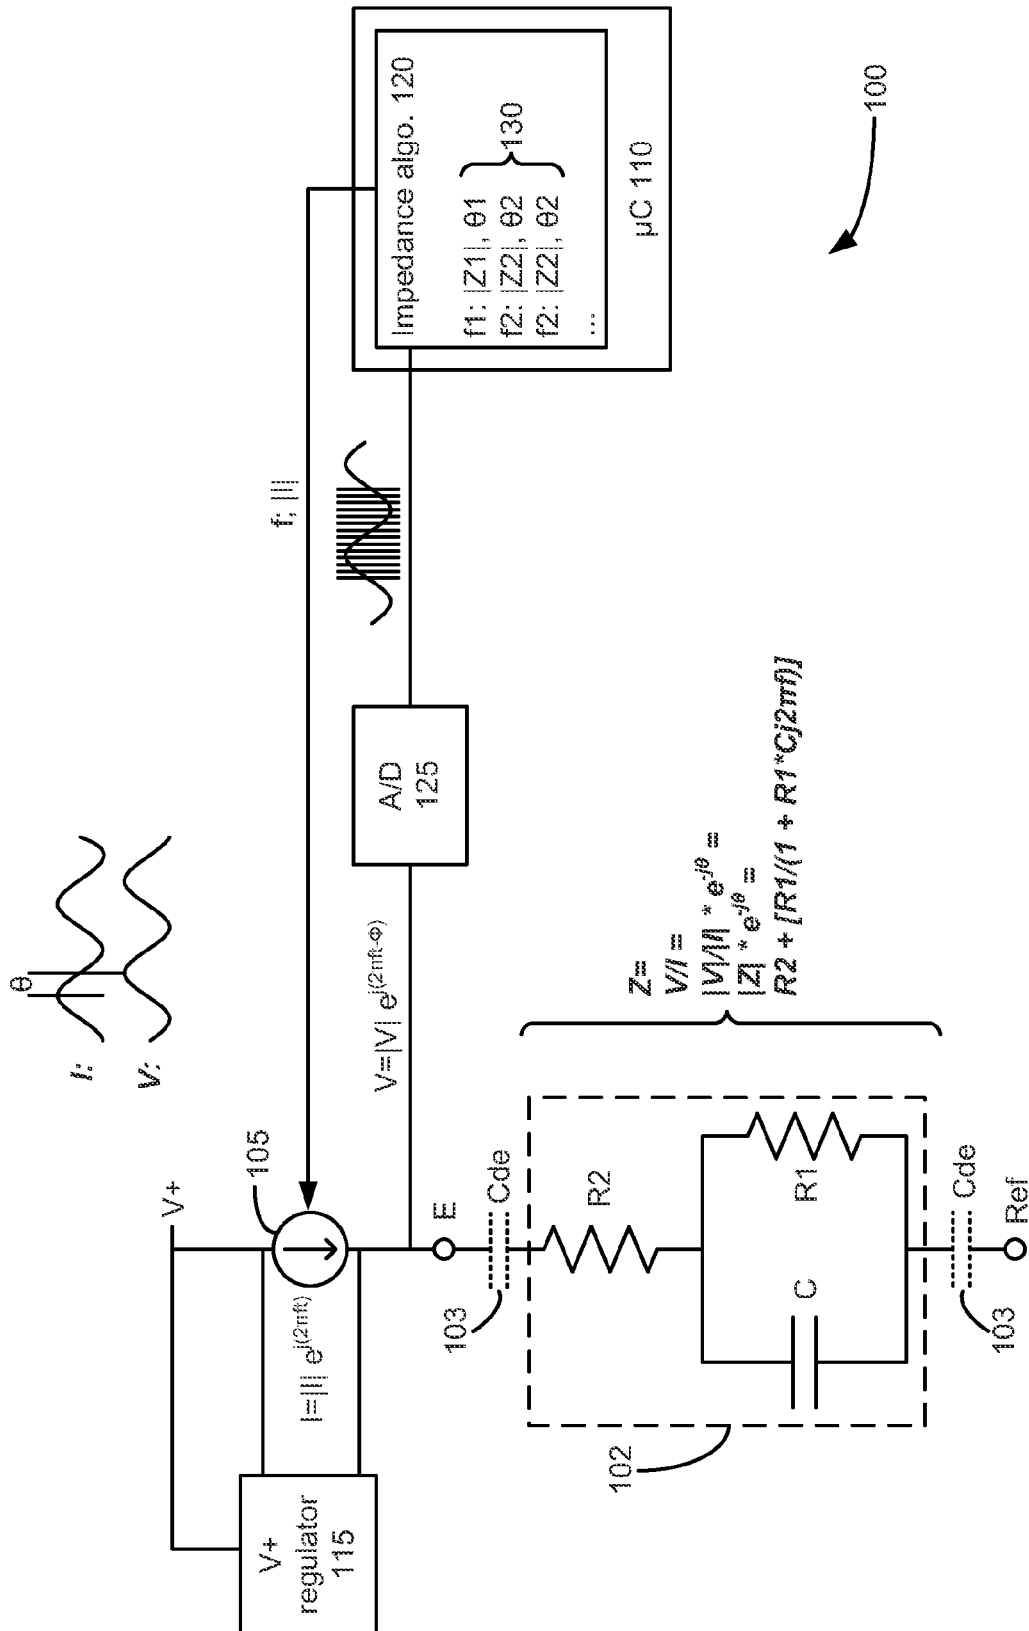 I:
V:
θ
V+
105
V+
regulator
115
I=|I| e^j(2πft)
f; |I|
Impedance algo. 120
f1: |Z1|, θ1
f2: |Z2|, θ2
f2: |Z2|, θ2
...
130
µC 110
V=|V| e^j(2πft-Φ)
A/D
125
E
103
Cde
R2
C
R1
102
103
Cde
Ref
Z=
V/I =
|V|/|I| * e^-jθ =
|Z| * e^-jθ =
R2 + [R1/(1 + R1*Cj2πf)]
100